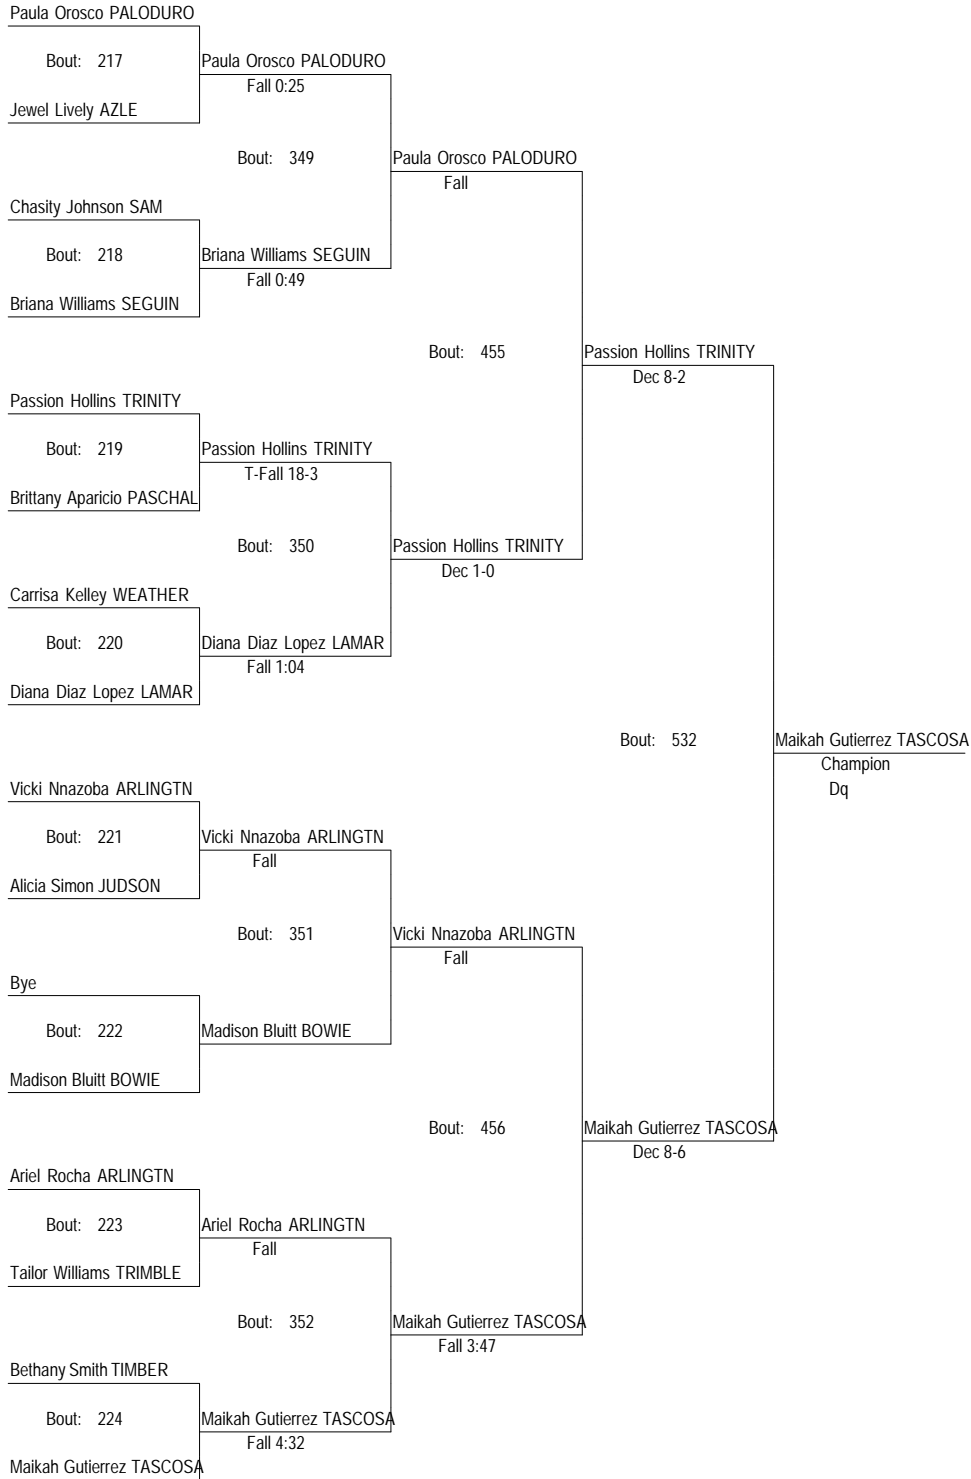 Paula Orosco PALODURO
Bout: 217 Paula Orosco PALODURO
Fall 0:25
Jewel Lively AZLE
Bout: 349 Paula Orosco PALODURO
Fall
Chasity Johnson SAM
Bout: 218 Briana Williams SEGUIN
Fall 0:49
Briana Williams SEGUIN
Bout: 455 Passion Hollins TRINITY
Dec 8-2
Passion Hollins TRINITY
Bout: 219 Passion Hollins TRINITY
T-Fall 18-3
Brittany Aparicio PASCHAL
Bout: 350 Passion Hollins TRINITY
Dec 1-0
Carrisa Kelley WEATHER
Bout: 220 Diana Diaz Lopez LAMAR
Fall 1:04
Diana Diaz Lopez LAMAR
Bout: 532 Maikah Gutierrez TASCOSA
Champion
Dq
Vicki Nnazoba ARLINGTN
Bout: 221 Vicki Nnazoba ARLINGTN
Fall
Alicia Simon JUDSON
Bout: 351 Vicki Nnazoba ARLINGTN
Fall
Bye
Bout: 222 Madison Bluitt BOWIE
Madison Bluitt BOWIE
Bout: 456 Maikah Gutierrez TASCOSA
Dec 8-6
Ariel Rocha ARLINGTN
Bout: 223 Ariel Rocha ARLINGTN
Fall
Tailor Williams TRIMBLE
Bout: 352 Maikah Gutierrez TASCOSA
Fall 3:47
Bethany Smith TIMBER
Bout: 224 Maikah Gutierrez TASCOSA
Fall 4:32
Maikah Gutierrez TASCOSA